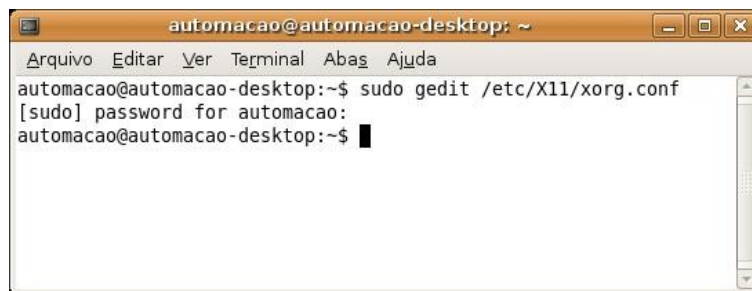 automacao@automacao-desktop: ~
Arquivo Editar Ver Terminal Abas Ajuda
automacao@automacao-desktop:~$ sudo gedit /etc/X11/xorg.conf
[sudo] password for automacao:
automacao@automacao-desktop:~$